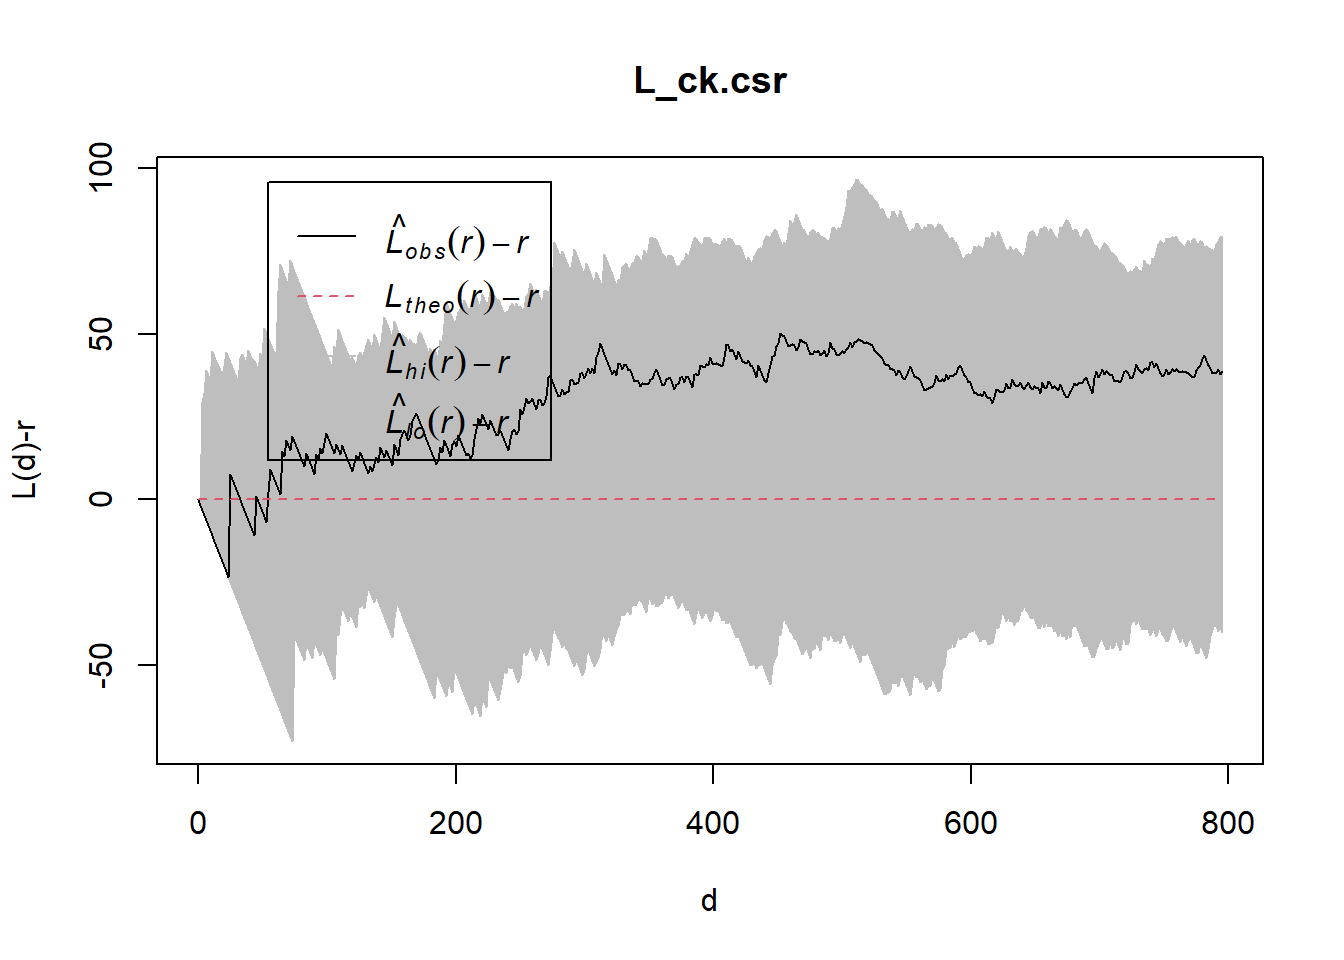 L_ck.csr
L(d)-r
100
50
0
-50
L̂obs(r) – r
Ltheo(r) – r
L̂hi(r) – r
L̂o(r) – r
0 200 400 600 800
d